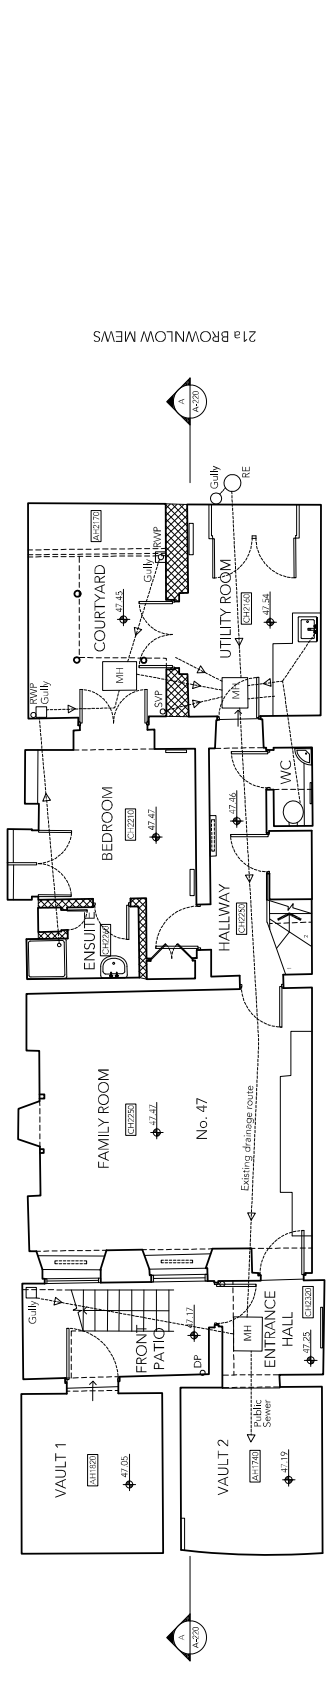 21a BROWNLOW MEWS
A
A-220
Gully
RE
AH2170
COURTYARD
47.45
Gully
RWP
UTILITY ROOM
CH2160
47.54
RWP
Gully
MH
SVP
MH
BEDROOM
CH2210
47.47
47.46
WC
ENSUITE
CH2260
HALLWAY
CH2250
FAMILY ROOM
CH2250
47.47
No. 47
Existing drainage route
Gully
FRONT
PATIO
47.17
DP
MH
ENTRANCE
HALL
CH2320
47.25
VAULT 1
AH1820
47.05
Public
Sewer
VAULT 2
AH1740
47.19
A
A-220